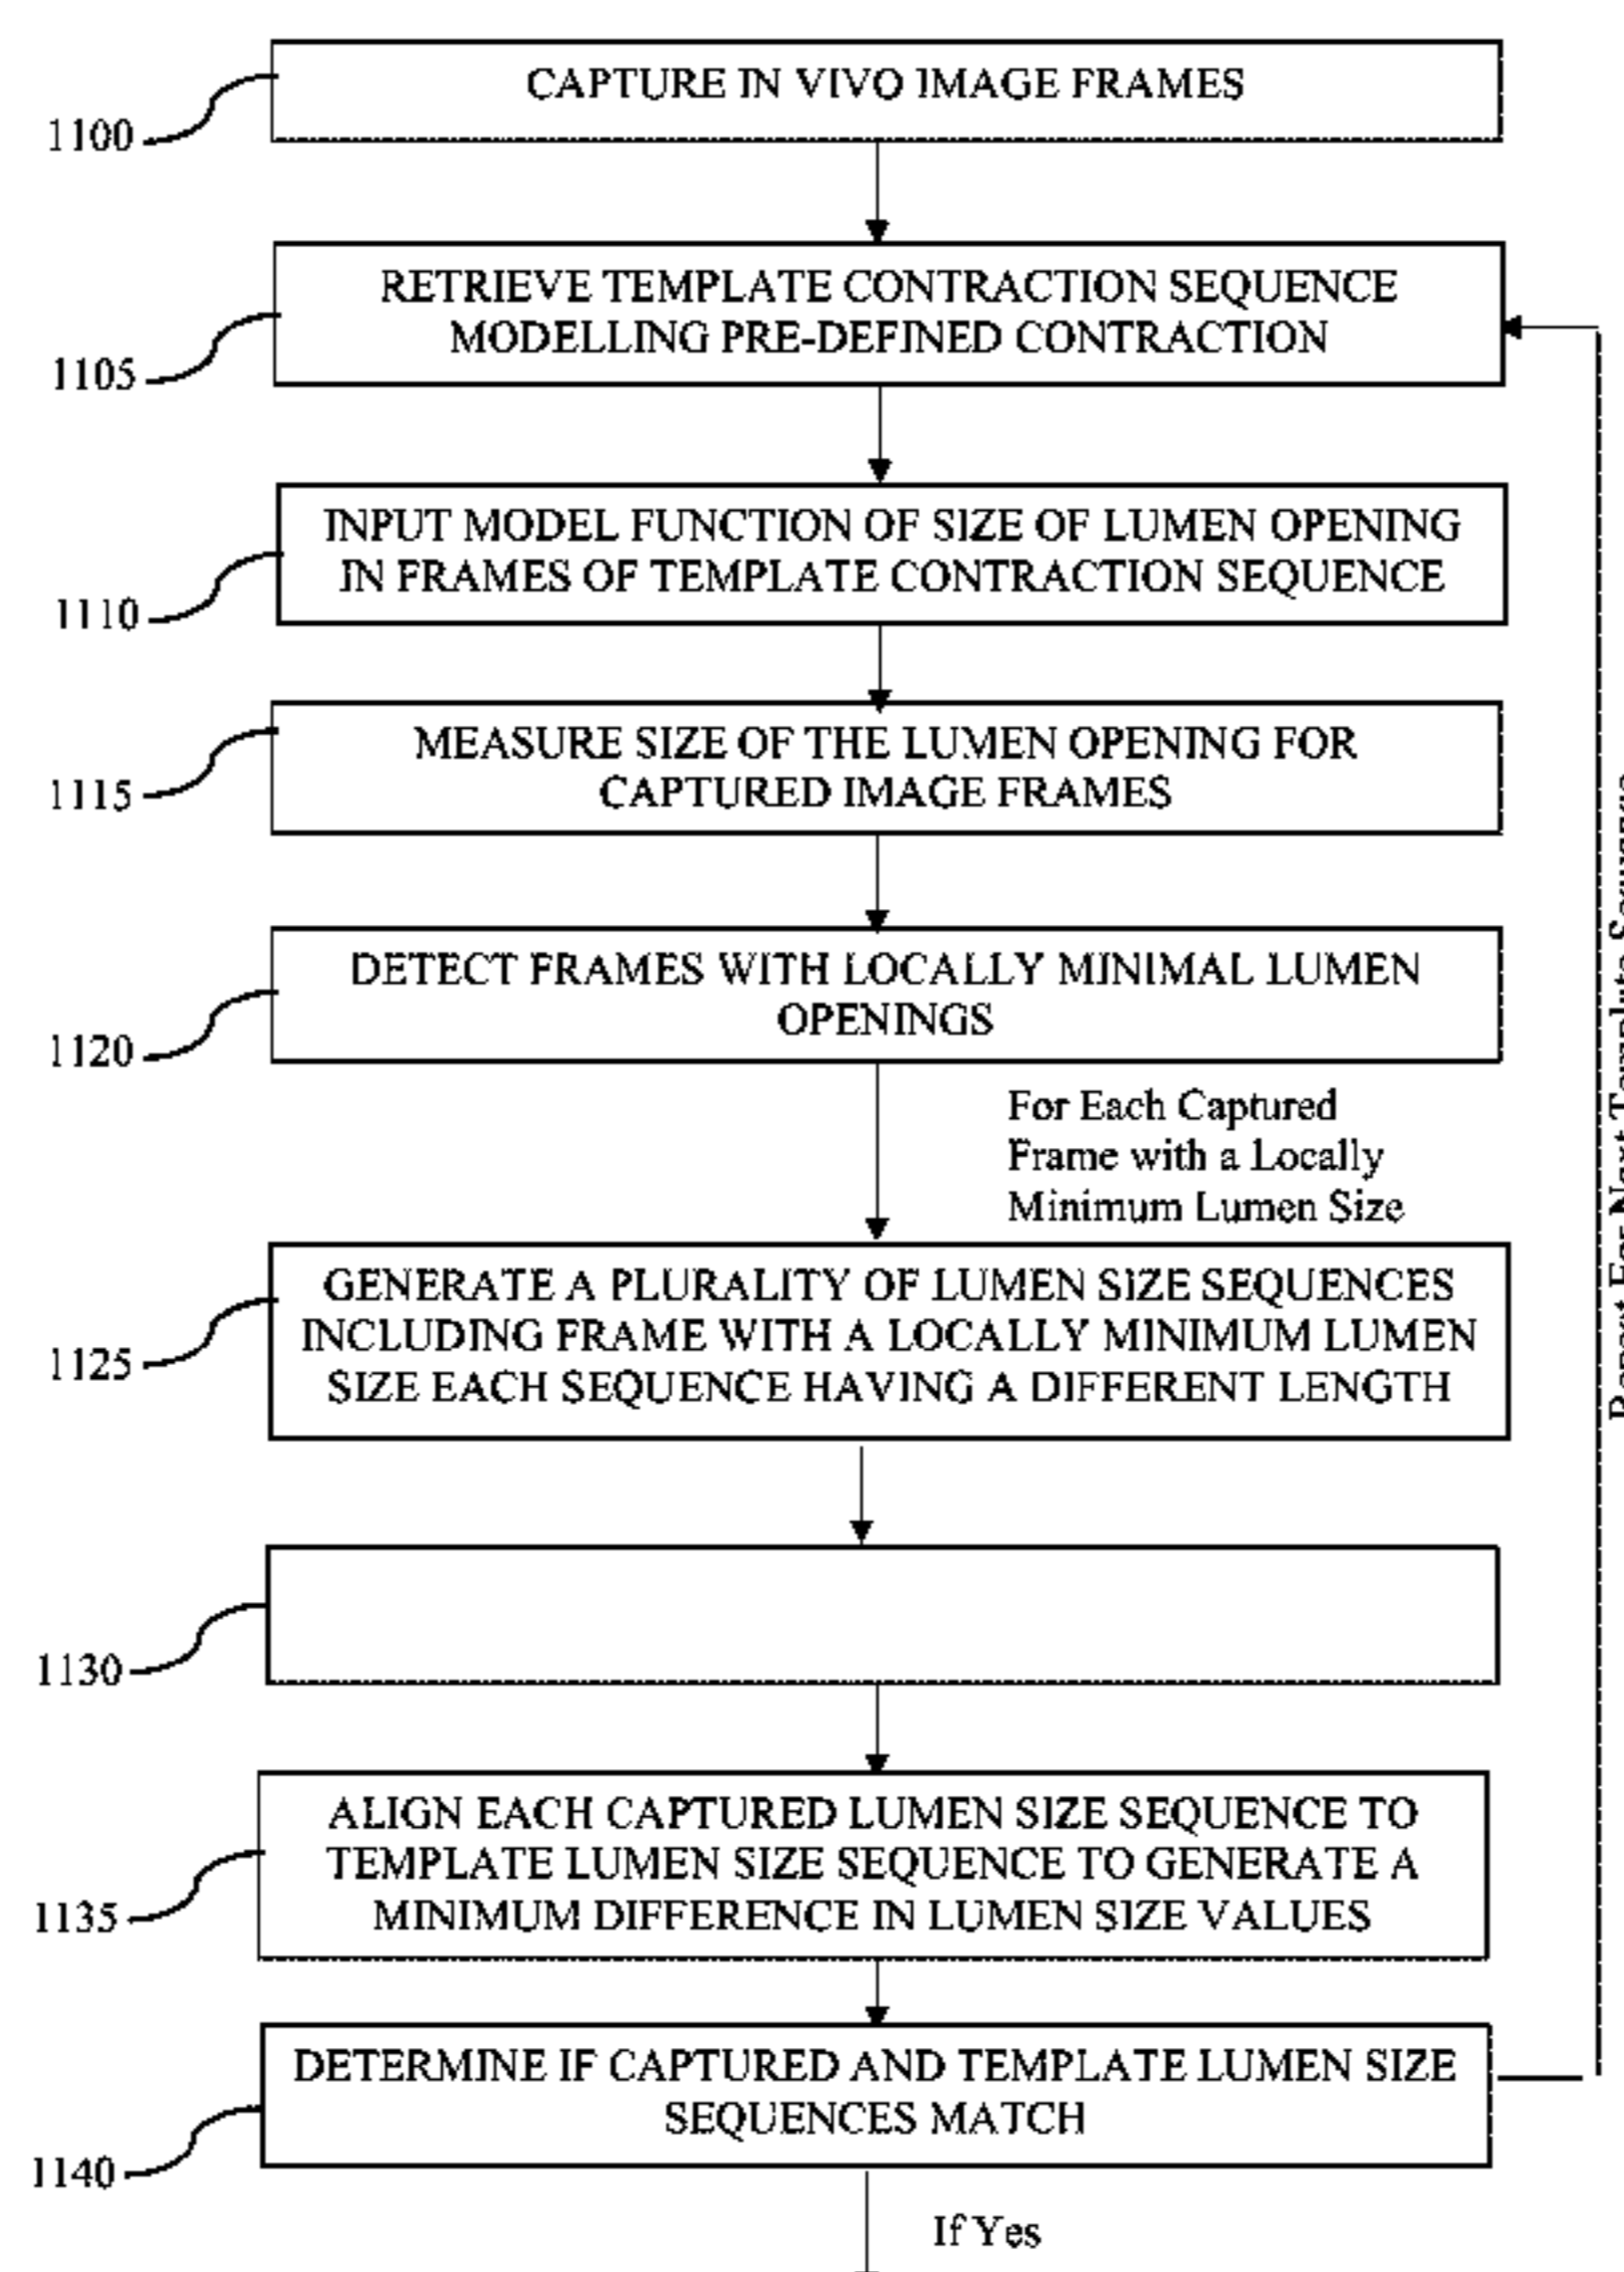 CAPTURE IN VIVO IMAGE FRAMES
1100
RETRIEVE TEMPLATE CONTRACTION SEQUENCE
MODELLING PRE-DEFINED CONTRACTION
1105
INPUT MODEL FUNCTION OF SIZE OF LUMEN OPENING
IN FRAMES OF TEMPLATE CONTRACTION SEQUENCE
1110
MEASURE SIZE OF THE LUMEN OPENING FOR
CAPTURED IMAGE FRAMES
1115
DETECT FRAMES WITH LOCALLY MINIMAL LUMEN
OPENINGS
1120
For Each Captured
Frame with a Locally
Minimum Lumen Size
GENERATE A PLURALITY OF LUMEN SIZE SEQUENCES
INCLUDING FRAME WITH A LOCALLY MINIMUM LUMEN
SIZE EACH SEQUENCE HAVING A DIFFERENT LENGTH
1125
1130
ALIGN EACH CAPTURED LUMEN SIZE SEQUENCE TO
TEMPLATE LUMEN SIZE SEQUENCE TO GENERATE A
MINIMUM DIFFERENCE IN LUMEN SIZE VALUES
1135
DETERMINE IF CAPTURED AND TEMPLATE LUMEN SIZE
SEQUENCES MATCH
1140
If Yes